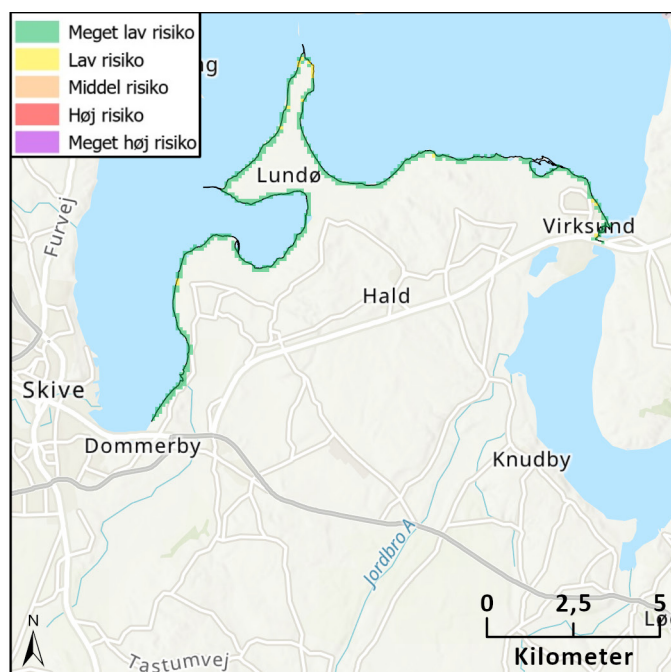 Meget lav risiko
Lav risiko
Middel risiko
Høj risiko
Meget høj risiko
Furvej
Lundø
Virksund
Hald
Skive
Dommerby
Knudby
Jordbro Å
Tastumvej
N
0 2,5 5
Kilometer